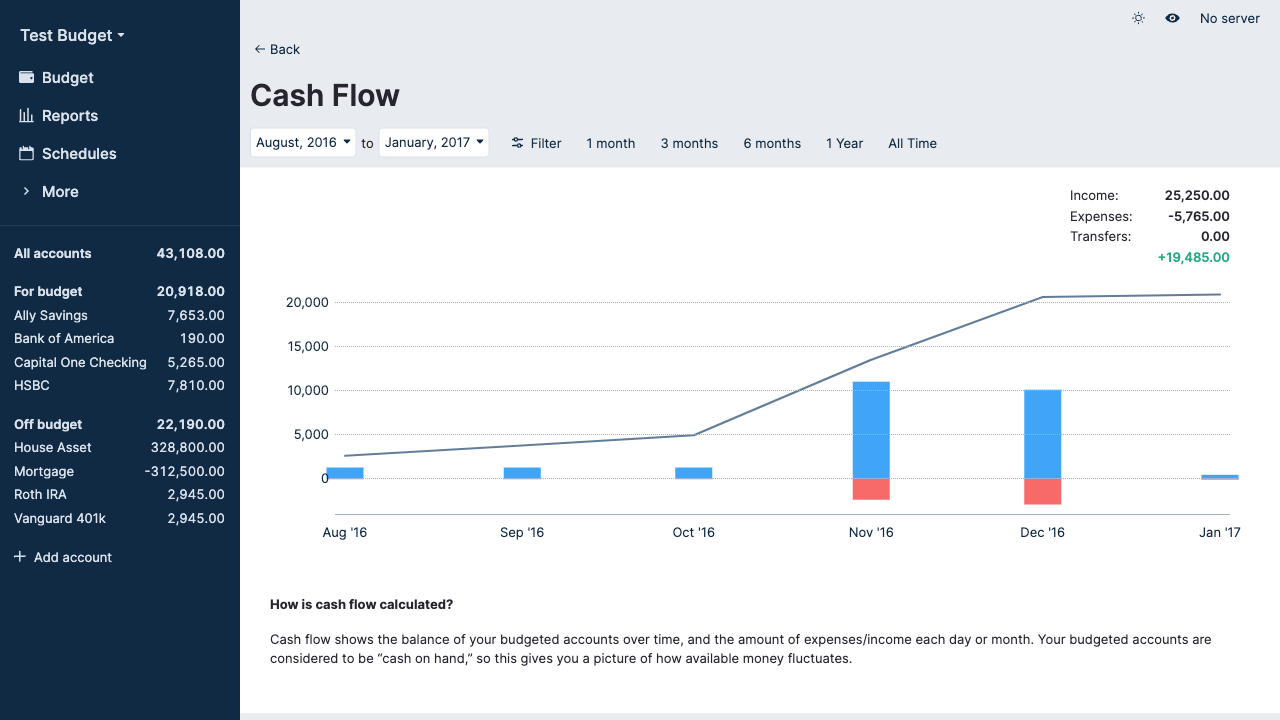 Test Budget
Budget
Reports
Schedules
More
All accounts 43,108.00
For budget 20,918.00
Ally Savings 7,653.00
Bank of America 190.00
Capital One Checking 5,265.00
HSBC 7,810.00
Off budget 22,190.00
House Asset 328,800.00
Mortgage -312,500.00
Roth IRA 2,945.00
Vanguard 401k 2,945.00
Add account
No server
Back
Cash Flow
August, 2016 to January, 2017 Filter 1 month 3 months 6 months 1 Year All Time
Income: 25,250.00
Expenses: -5,765.00
Transfers: 0.00
+19,485.00
20,000
15,000
10,000
5,000
0
Aug '16 Sep '16 Oct '16 Nov '16 Dec '16 Jan '17
How is cash flow calculated?
Cash flow shows the balance of your budgeted accounts over time, and the amount of expenses/income each day or month. Your budgeted accounts are
considered to be “cash on hand,” so this gives you a picture of how available money fluctuates.